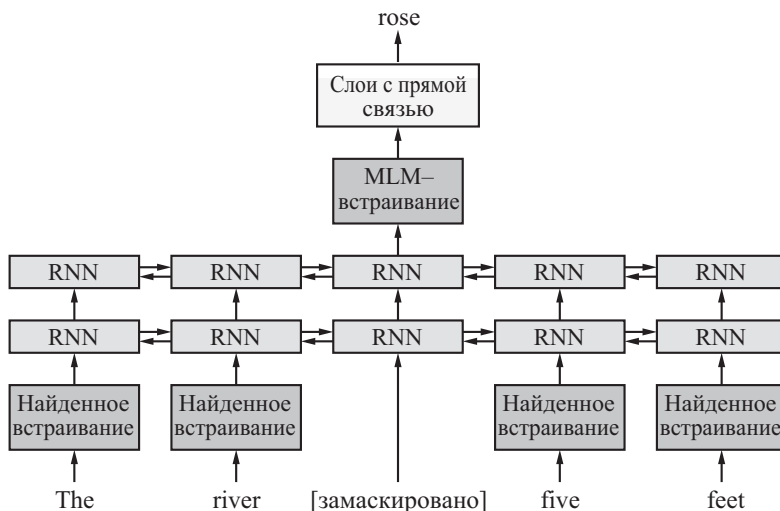 rose
Слои с прямой
связью
MLM–
встраивание
RNN RNN RNN RNN RNN
RNN RNN RNN RNN RNN
Найденное Найденное Найденное Найденное
встраивание встраивание встраивание встраивание
The river [замаскировано] five feet